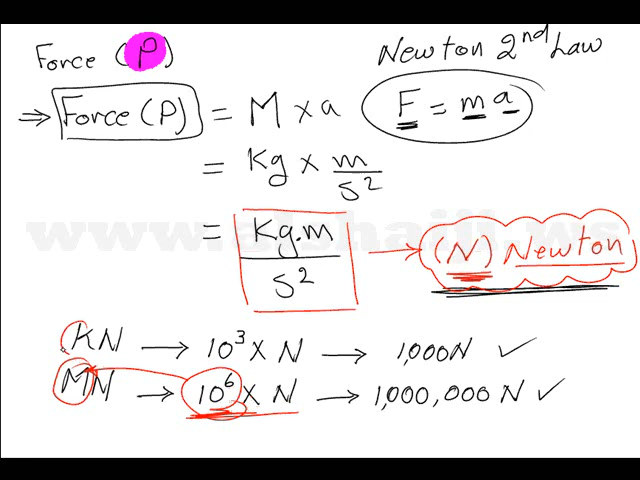 Force (P)
Newton 2nd Law
⇒ Force (P) = M × a
F = m a
= Kg × m/s²
= Kg.m/s² → (N) Newton
KN → 10³ × N → 1,000N ✓
MN → 10⁶ × N → 1,000,000 N ✓